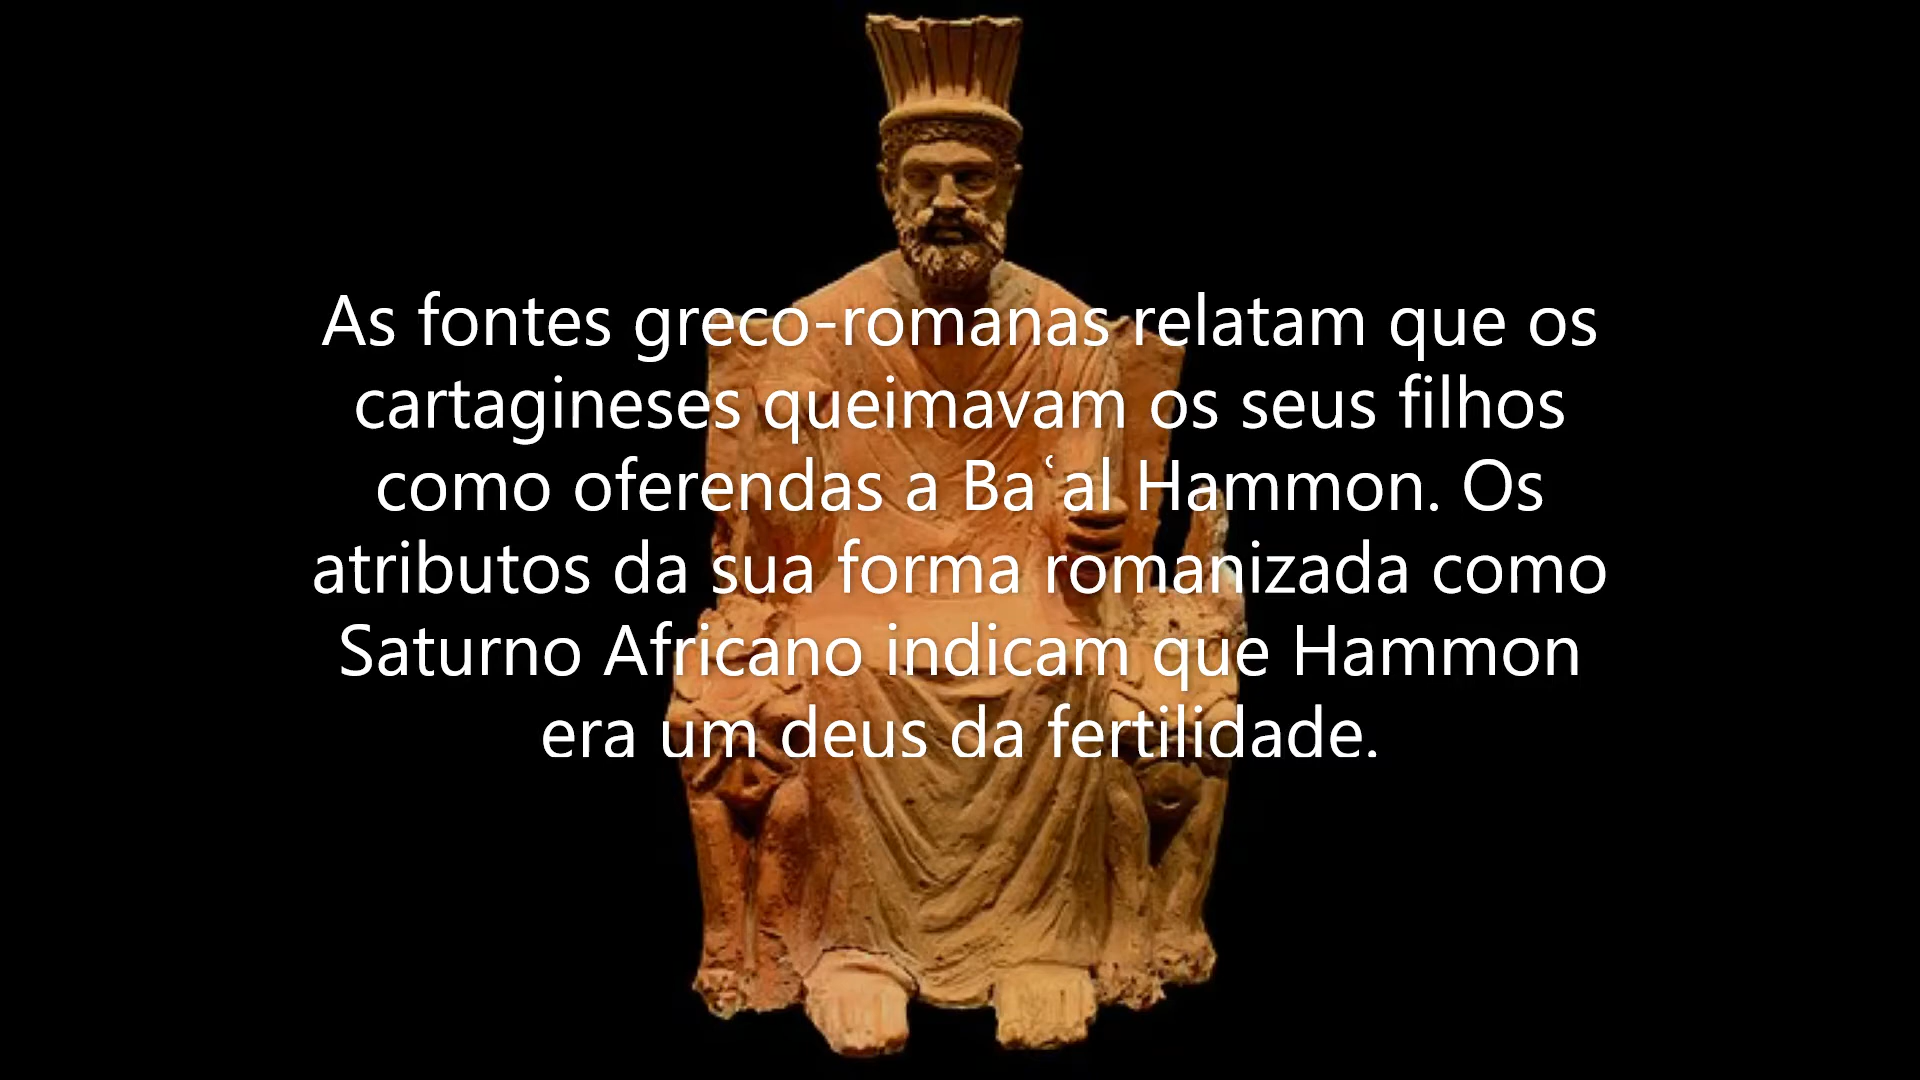 As fontes greco-romanas relatam que os
cartagineses queimavam os seus filhos
como oferendas a Baʿal Hammon. Os
atributos da sua forma romanizada como
Saturno Africano indicam que Hammon
era um deus da fertilidade.